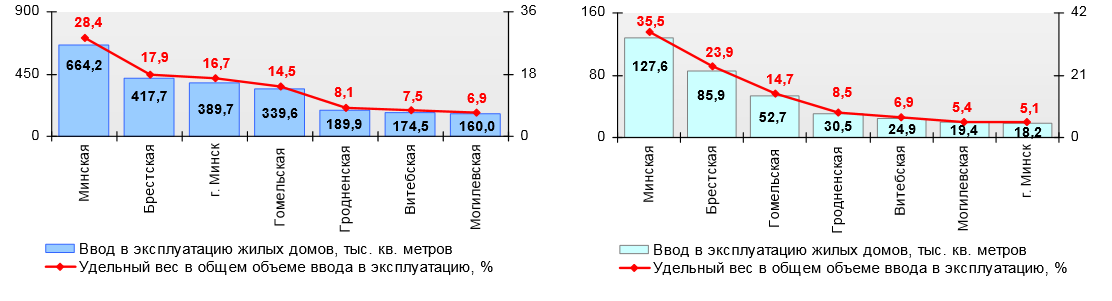 900
450
0
36
18
0
28,4
17,9
16,7
14,5
8,1
7,5
6,9
664,2
417,7
389,7
339,6
189,9
174,5
160,0
Минская
Брестская
г. Минск
Гомельская
Гродненская
Витебская
Могилевская
Ввод в эксплуатацию жилых домов, тыс. кв. метров
Удельный вес в общем объеме ввода в эксплуатацию, %
160
80
0
42
21
0
35,5
23,9
14,7
8,5
6,9
5,4
5,1
127,6
85,9
52,7
30,5
24,9
19,4
18,2
Минская
Брестская
Гомельская
Гродненская
Витебская
Могилевская
г. Минск
Ввод в эксплуатацию жилых домов, тыс. кв. метров
Удельный вес в общем объеме ввода в эксплуатацию, %